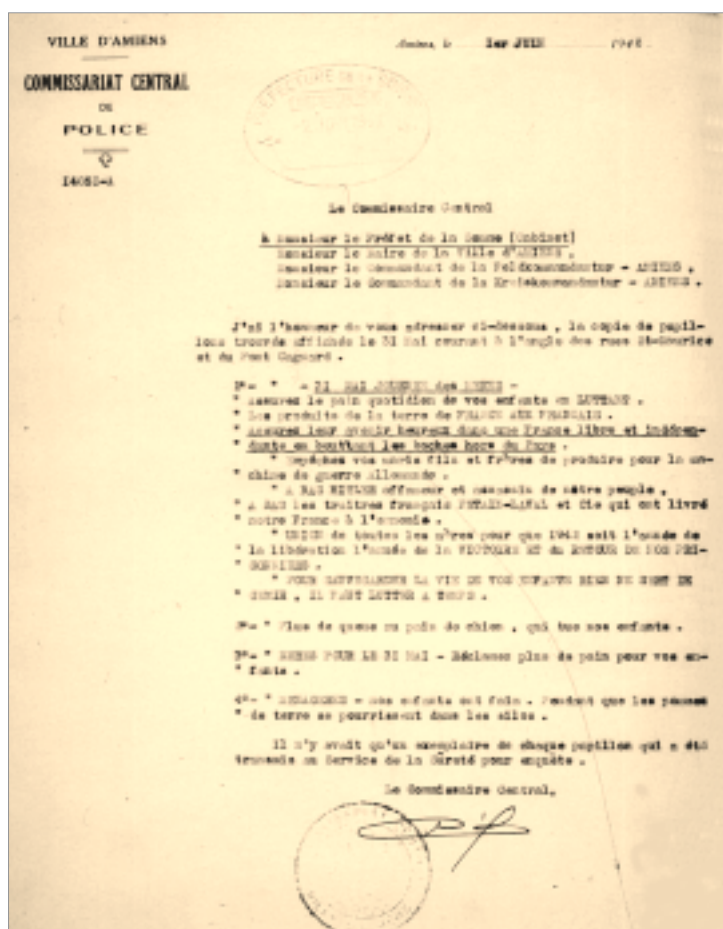 VILLE D'AMIENS
COMMISSARIAT CENTRAL
DE
POLICE
Amiens, le 1er JUIN 194
Le Commissaire Central
à Monsieur le Préfet de la Somme (Cabinet)
Monsieur le Maire de la Ville d'AMIENS .
Monsieur le Commandant de la Feldkommandantur - AMIENS .
Monsieur le Commandant de la Kreiskommandantur - AMIENS .
J'ai l'honneur de vous adresser ci-dessous , la copie de papil-
lons trouvés affichés le 31 Mai courant à l'angle des rues St-Maurice
et du Pont .
1°- " - 31 MAI JOURNEE des MERES -
" Assurez le pain quotidien de vos enfants en LUTTANT .
" Les produits de la terre de FRANCE AUX FRANCAIS .
" Assurez leur avenir heureux dans une France libre et indépen-
" dante en bouttant les boches hors du Pays .
" Empêchez vos maris fils et frères de produire pour la ma-
" chine de guerre allemande .
" A BAS HITLER affameur et assassin de nôtre peuple ,
" A BAS les traitres français PETAIN-LAVAL et Cie qui ont livré
" notre France à l'ennemie .
" UNION de toutes les mères pour que 1942 soit l'année de
" la libération l'année de la VICTOIRE ET du RETOUR DE NOS PRI-
" SONNIERS .
" POUR SAUVEGARDER LA VIE DE VOS ENFANTS RIEN NE SERT DE
" , IL FAUT LUTTER A TEMPS .
2°- " Plus de queue au pain de chien , qui tue nos enfants .
3°- " MERES POUR LE 31 MAI - Réclamez plus de pain pour vos en-
" fants .
4°- " MENAGERES - nos enfants ont faim . Pendant que les pommes
" de terre se pourrissent dans les silos .
Il n'y avait qu'un exemplaire de chaque papillon qui a été
transmis au Service de la Sûreté pour enquête .
Le Commissaire Central,